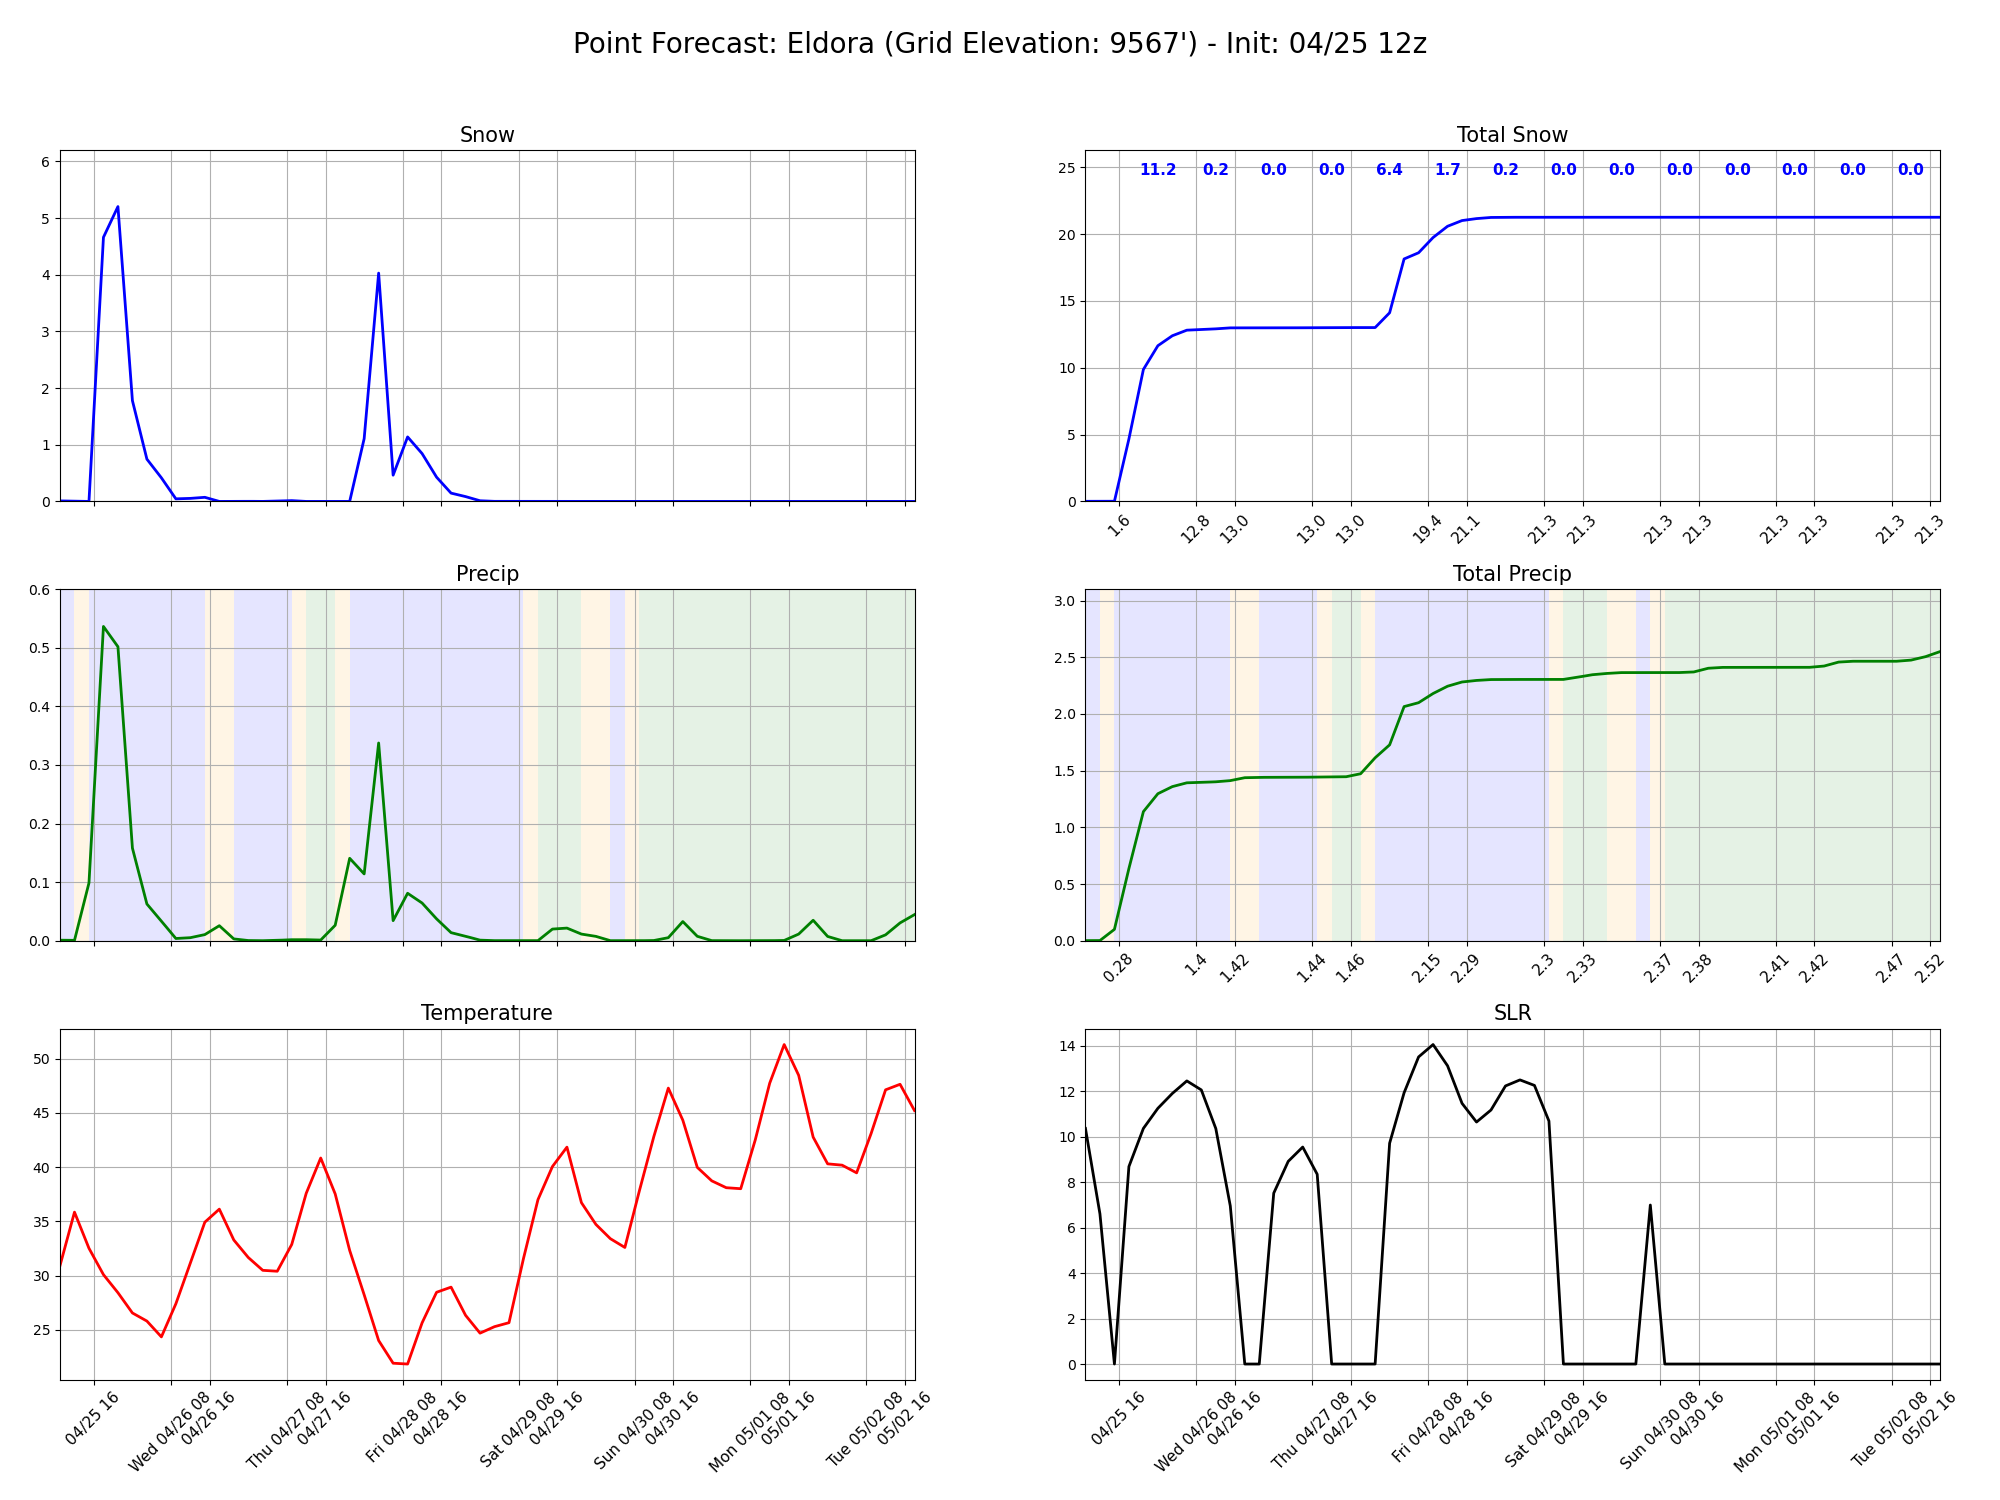 Point Forecast: Eldora (Grid Elevation: 9567') - Init: 04/25 12z
Snow
6
5
4
3
2
1
0
Total Snow
11.2 0.2 0.0 0.0 6.4 1.7 0.2 0.0 0.0 0.0 0.0 0.0 0.0 0.0
25
20
15
10
5
0
1.6 12.8 13.0 13.0 13.0 19.4 21.1 21.3 21.3 21.3 21.3 21.3 21.3 21.3 21.3
Precip
0.6
0.5
0.4
0.3
0.2
0.1
0.0
Total Precip
3.0
2.5
2.0
1.5
1.0
0.5
0.0
0.28 1.4 1.42 1.44 1.46 2.15 2.29 2.3 2.33 2.37 2.38 2.41 2.42 2.47 2.52
Temperature
50
45
40
35
30
25
04/25 16
Wed 04/26 08
04/26 16
Thu 04/27 08
04/27 16
Fri 04/28 08
04/28 16
Sat 04/29 08
04/29 16
Sun 04/30 08
04/30 16
Mon 05/01 08
05/01 16
Tue 05/02 08
05/02 16
SLR
14
12
10
8
6
4
2
0
04/25 16
Wed 04/26 08
04/26 16
Thu 04/27 08
04/27 16
Fri 04/28 08
04/28 16
Sat 04/29 08
04/29 16
Sun 04/30 08
04/30 16
Mon 05/01 08
05/01 16
Tue 05/02 08
05/02 16